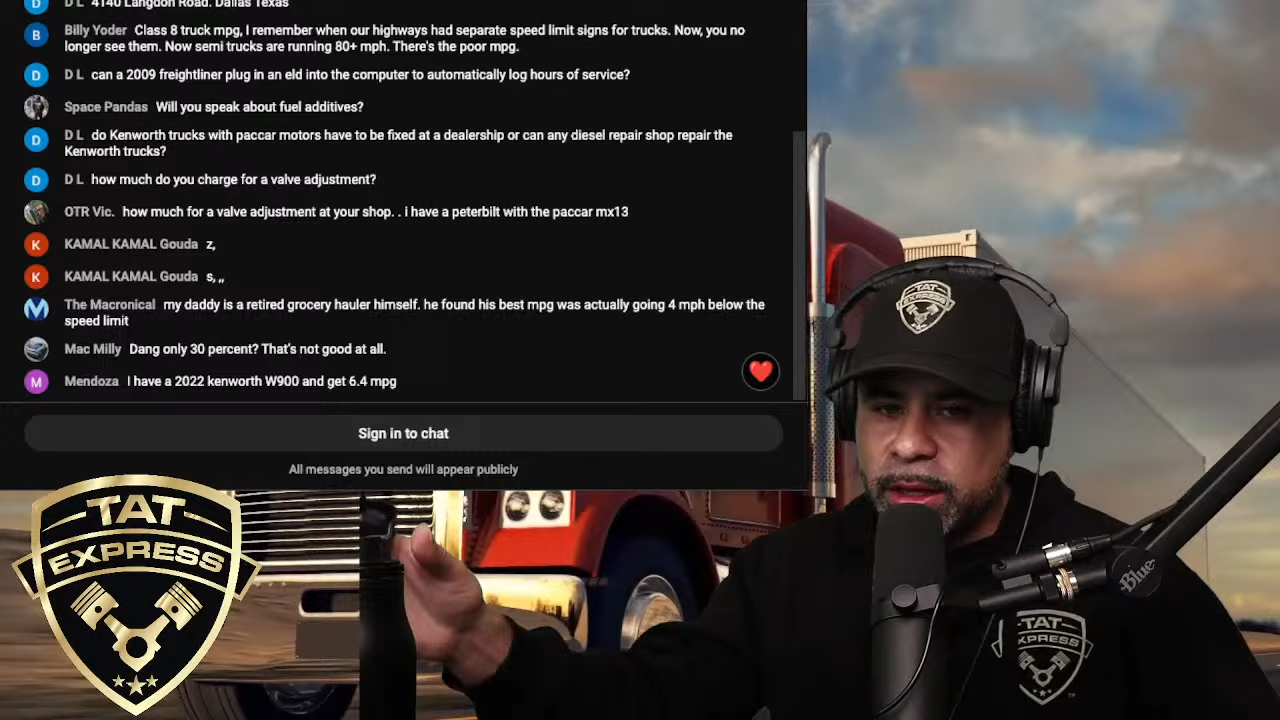 D L 4140 Langdon Road. Dallas Texas
Billy Yoder Class 8 truck mpg, I remember when our highways had separate speed limit signs for trucks. Now, you no
longer see them. Now semi trucks are running 80+ mph. There's the poor mpg.
D L can a 2009 freightliner plug in an eld into the computer to automatically log hours of service?
Space Pandas Will you speak about fuel additives?
D L do Kenworth trucks with paccar motors have to be fixed at a dealership or can any diesel repair shop repair the
Kenworth trucks?
D L how much do you charge for a valve adjustment?
OTR Vic. how much for a valve adjustment at your shop. . i have a peterbilt with the paccar mx13
KAMAL KAMAL Gouda z,
KAMAL KAMAL Gouda s, ,,
The Macronical my daddy is a retired grocery hauler himself. he found his best mpg was actually going 4 mph below the
speed limit
Mac Milly Dang only 30 percent? That's not good at all.
Mendoza I have a 2022 kenworth W900 and get 6.4 mpg
Sign in to chat
All messages you send will appear publicly
TAT
EXPRESS
TAT
EXPRESS
Blue
TAT
XPRESS